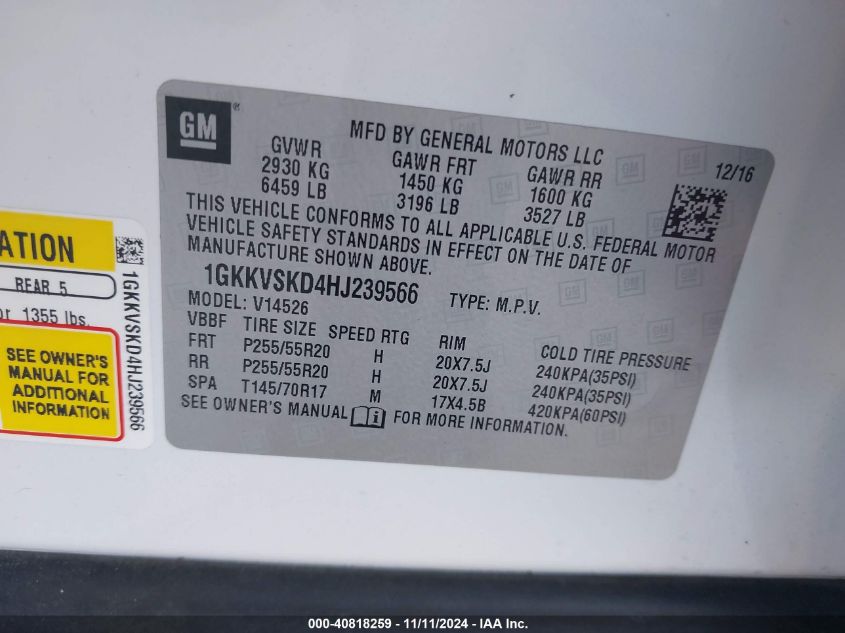 GM
MFD BY GENERAL MOTORS LLC
12/16
GVWR
2930 KG
6459 LB
GAWR FRT
1450 KG
3196 LB
GAWR RR
1600 KG
3527 LB
THIS VEHICLE CONFORMS TO ALL APPLICABLE U.S. FEDERAL MOTOR
VEHICLE SAFETY STANDARDS IN EFFECT ON THE DATE OF
MANUFACTURE SHOWN ABOVE.
1GKKVSKD4HJ239566
TYPE: M.P.V.
MODEL: V14526
VBBF TIRE SIZE SPEED RTG RIM COLD TIRE PRESSURE
FRT P255/55R20 H 20X7.5J 240KPA(35PSI)
RR P255/55R20 H 20X7.5J 240KPA(35PSI)
SPA T145/70R17 M 17X4.5B 420KPA(60PSI)
SEE OWNER'S MANUAL FOR MORE INFORMATION.
ATION
REAR 5
or 1355 lbs.
SEE OWNER'S
MANUAL FOR
ADDITIONAL
INFORMATION
1GKKVSKD4HJ239566
000-40818259 - 11/11/2024 - IAA Inc.